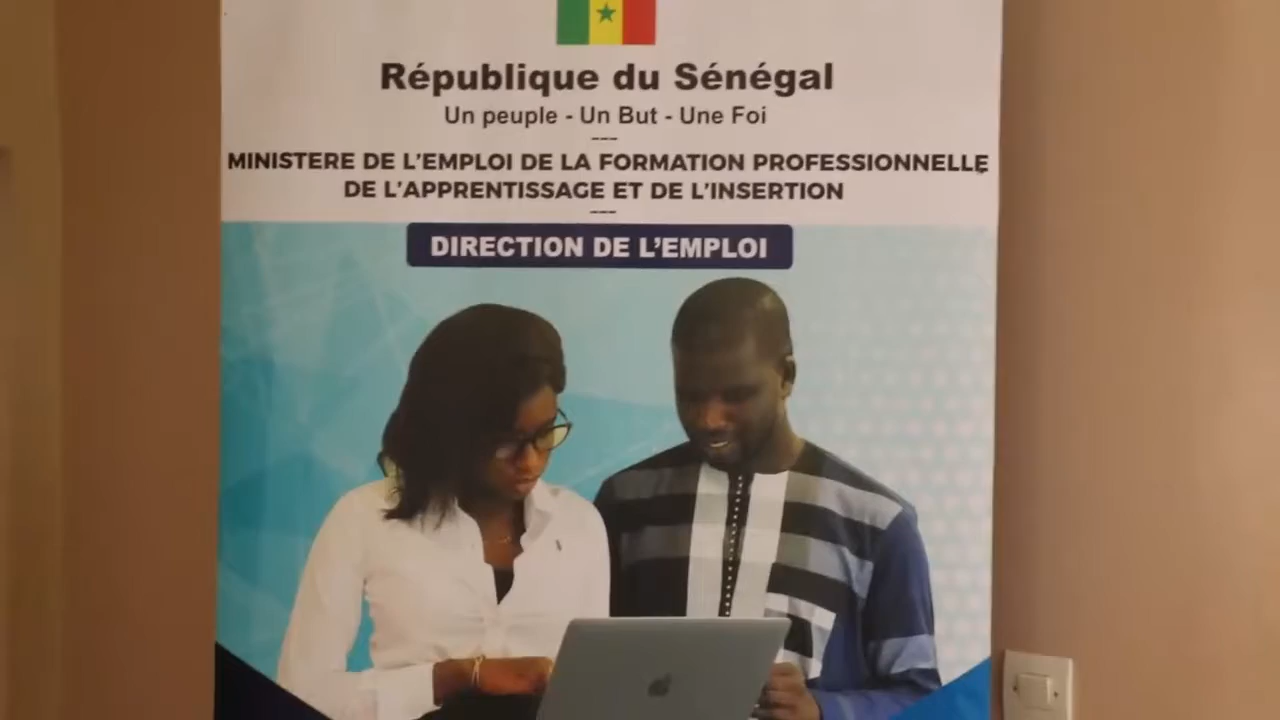 République du Sénégal
Un peuple - Un But - Une Foi
---
MINISTERE DE L'EMPLOI DE LA FORMATION PROFESSIONNELLE
DE L'APPRENTISSAGE ET DE L'INSERTION
---
DIRECTION DE L'EMPLOI